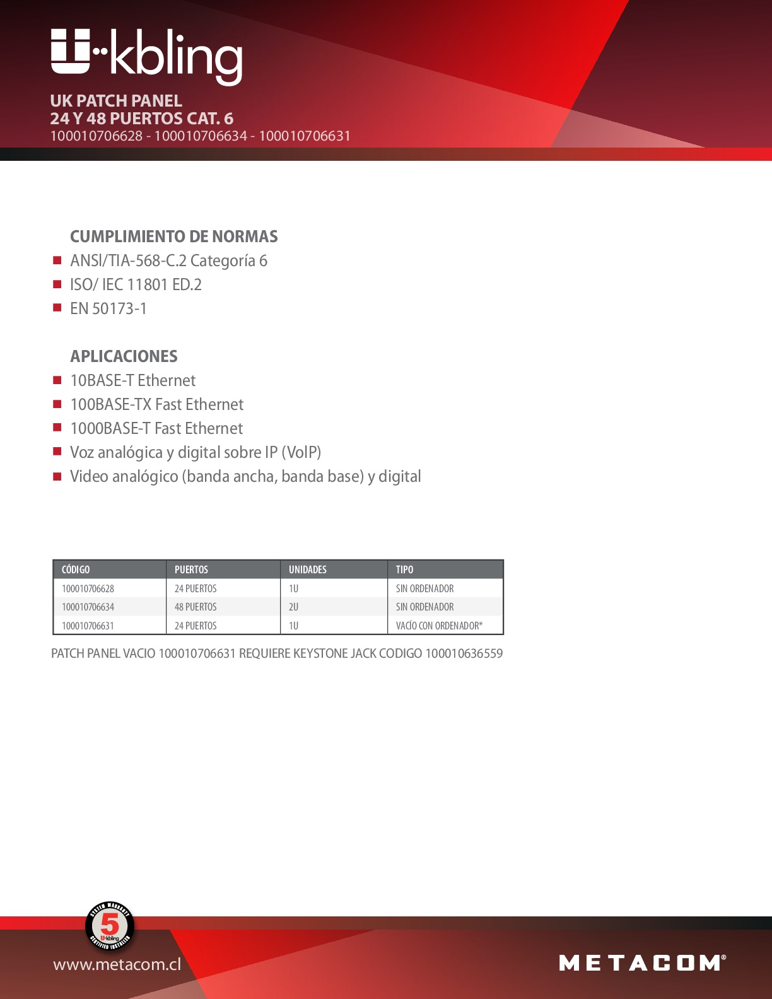 U-kbling
UK PATCH PANEL
24 Y 48 PUERTOS CAT. 6
100010706628 - 100010706634 - 100010706631
CUMPLIMIENTO DE NORMAS
ANSI/TIA-568-C.2 Categoría 6
ISO/ IEC 11801 ED.2
EN 50173-1
APLICACIONES
10BASE-T Ethernet
100BASE-TX Fast Ethernet
1000BASE-T Fast Ethernet
Voz analógica y digital sobre IP (VoIP)
Video analógico (banda ancha, banda base) y digital
CÓDIGO PUERTOS UNIDADES TIPO
100010706628 24 PUERTOS 1U SIN ORDENADOR
100010706634 48 PUERTOS 2U SIN ORDENADOR
100010706631 24 PUERTOS 1U VACÍO CON ORDENADOR*
PATCH PANEL VACIO 100010706631 REQUIERE KEYSTONE JACK CODIGO 100010636559
SYSTEM WARRANTY
5
U-kbling
CERTIFIED INSTALLER
www.metacom.cl
METACOM®